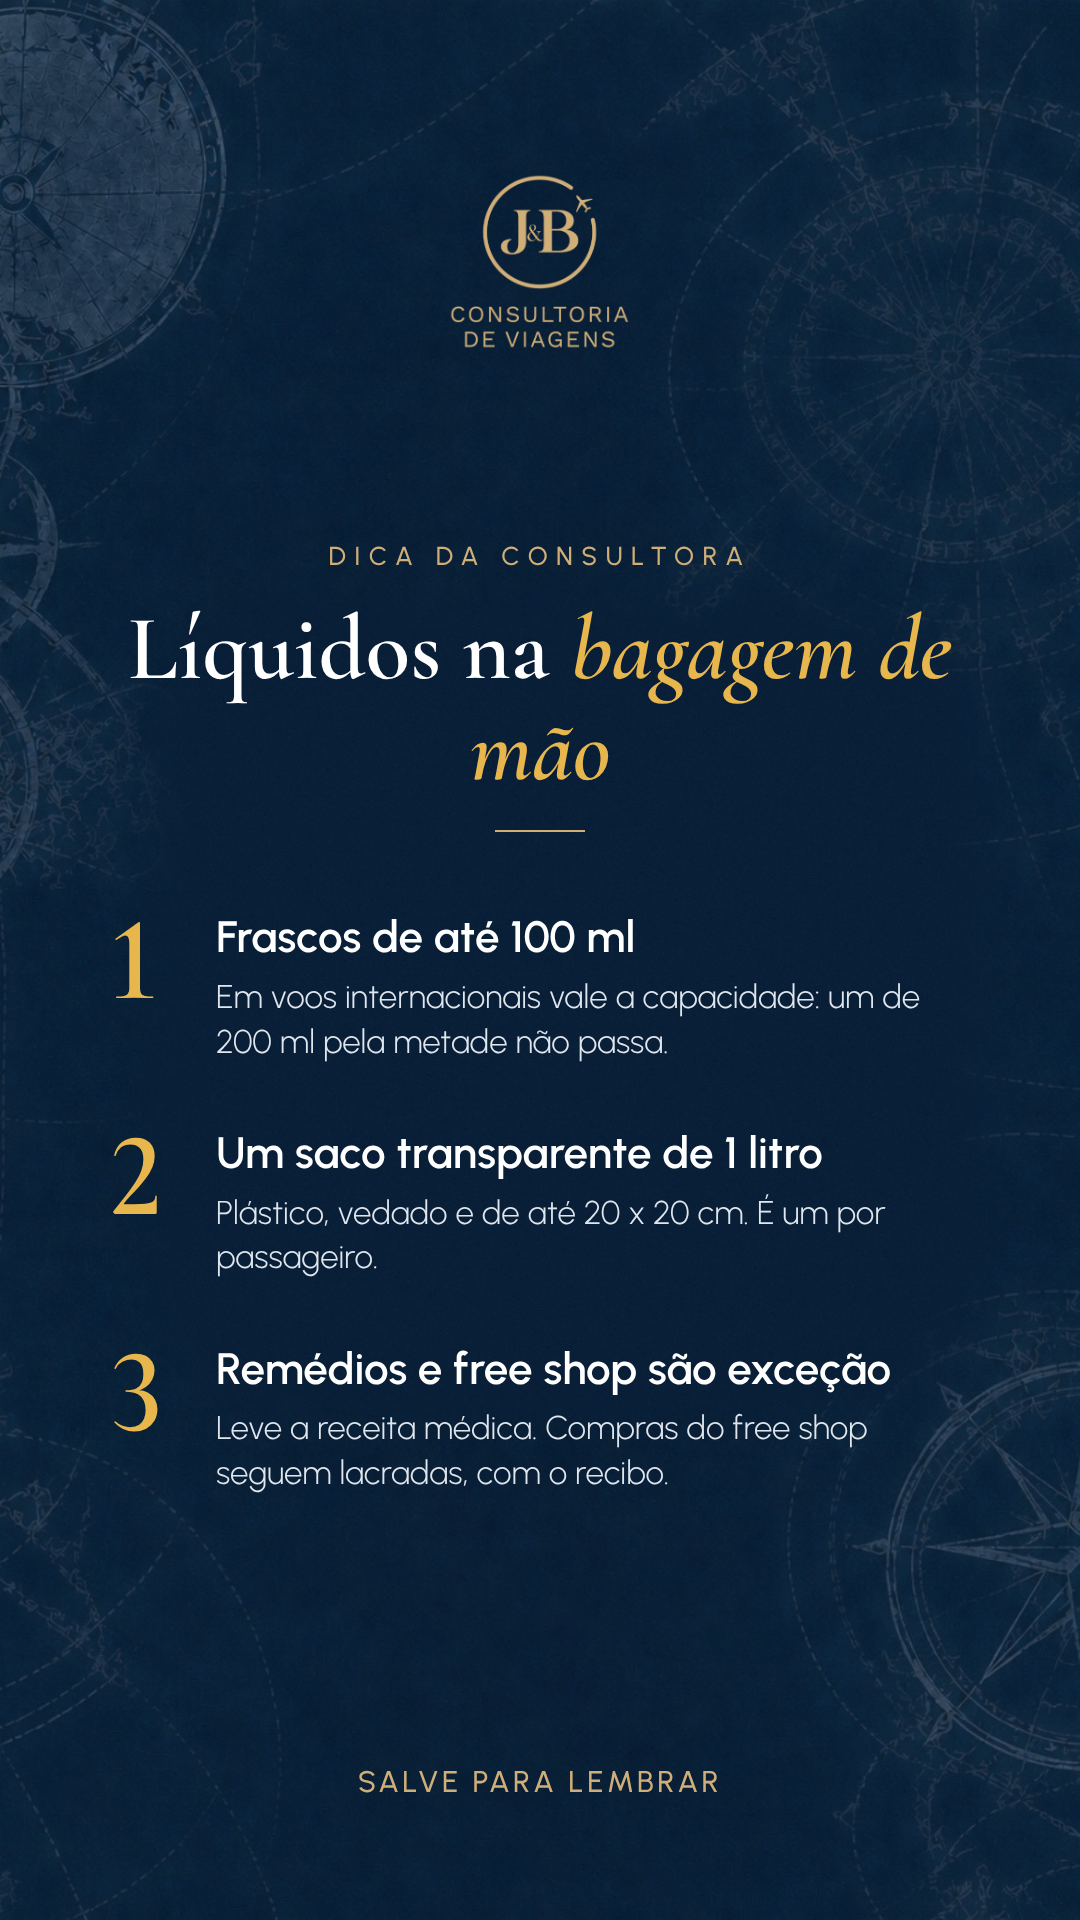 J&B
CONSULTORIA
DE VIAGENS
DICA DA CONSULTORA
Líquidos na bagagem de
mão
1
Frascos de até 100 ml
Em voos internacionais vale a capacidade: um de
200 ml pela metade não passa.
2
Um saco transparente de 1 litro
Plástico, vedado e de até 20 x 20 cm. É um por
passageiro.
3
Remédios e free shop são exceção
Leve a receita médica. Compras do free shop
seguem lacradas, com o recibo.
SALVE PARA LEMBRAR